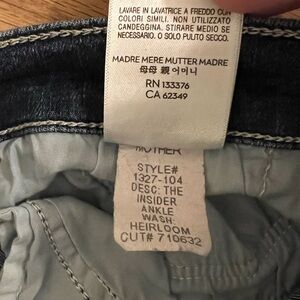 LAVARE IN LAVATRICE A FREDDO CON
COLORI SIMILI. NON UTILIZZATO
CANDEGGINA. STIRARE MEDIO SE
NECESSARIO. O SOLO PULITO SECCO.
MADRE MERE MUTTER MADRE
母母 親 어머니
RN 133376
CA 62349
MOTHER
STYLE#
1327-104
DESC: THE
INSIDER
ANKLE
WASH:
HEIRLOOM
CUT# 710632